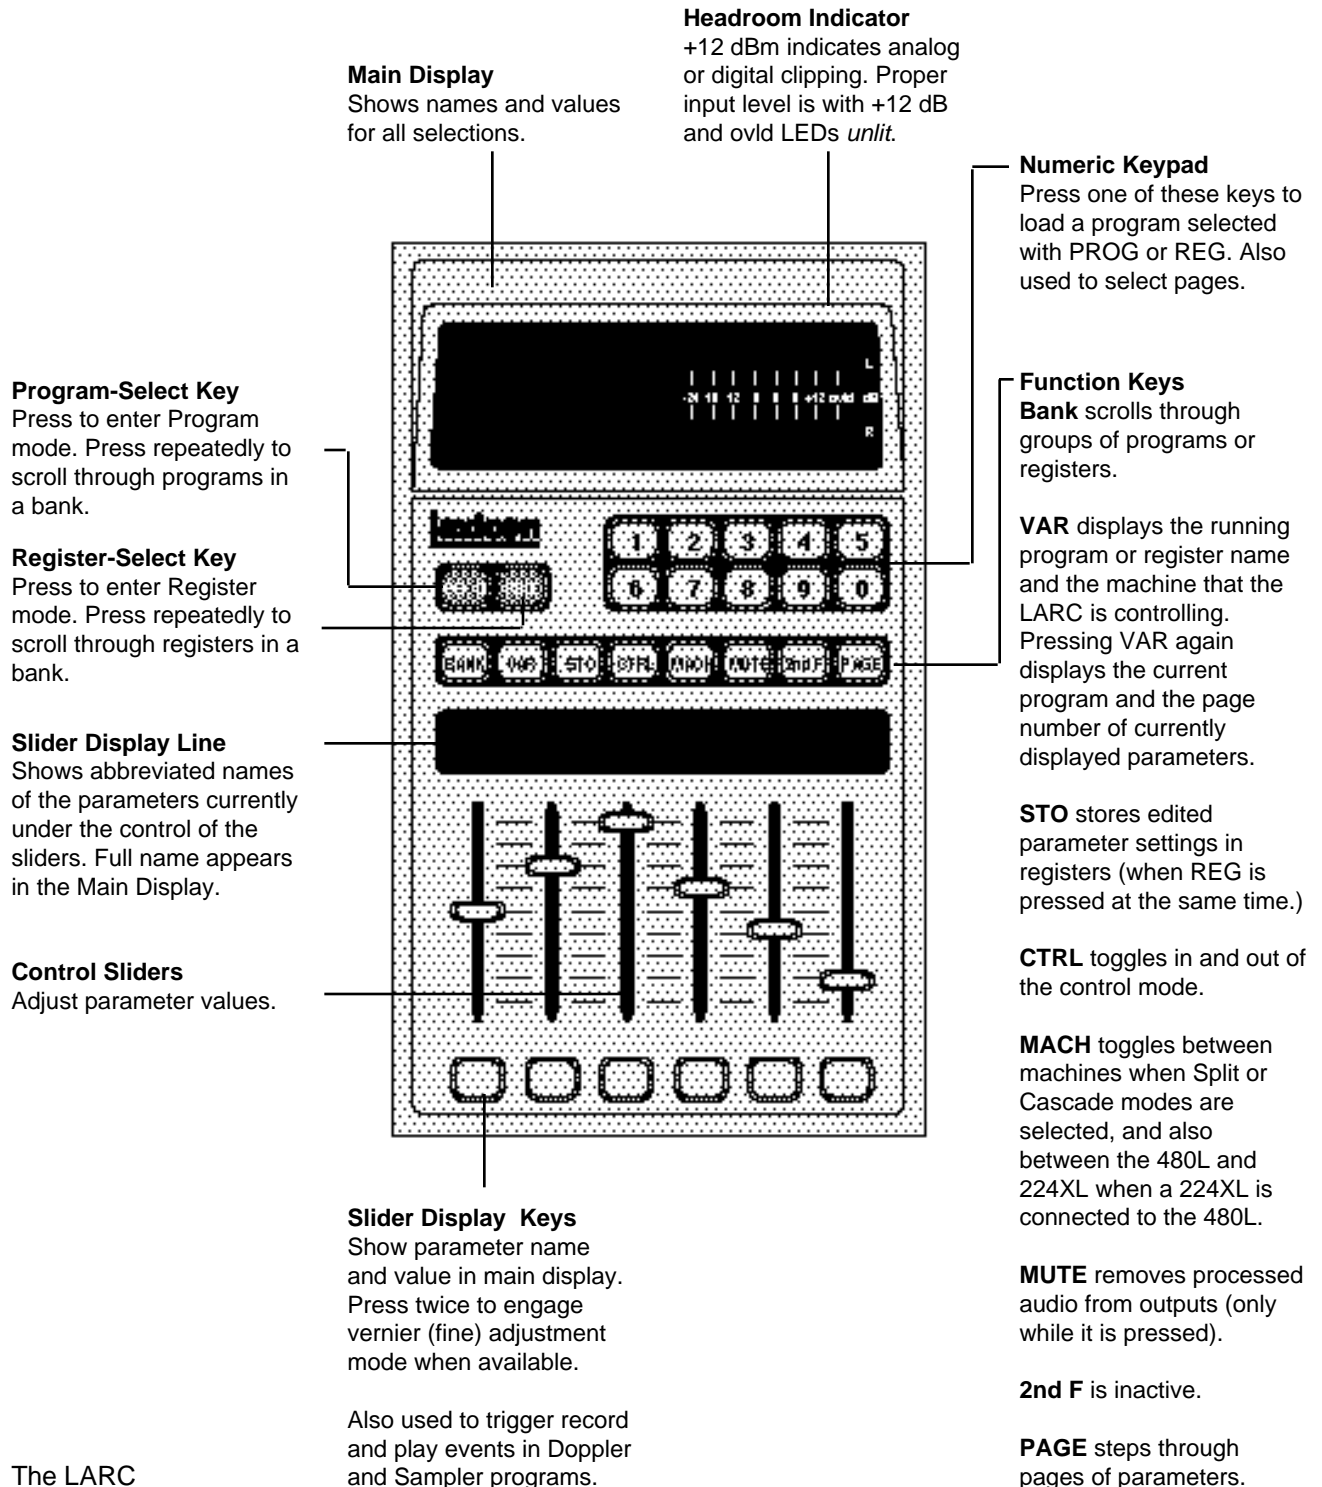 Headroom Indicator
+12 dBm indicates analog
or digital clipping. Proper
input level is with +12 dB
and ovld LEDs unlit.
Main Display
Shows names and values
for all selections.
Numeric Keypad
Press one of these keys to
load a program selected
with PROG or REG. Also
used to select pages.
Program-Select Key
Press to enter Program
mode. Press repeatedly to
scroll through programs in
a bank.
Register-Select Key
Press to enter Register
mode. Press repeatedly to
scroll through registers in a
bank.
Slider Display Line
Shows abbreviated names
of the parameters currently
under the control of the
sliders. Full name appears
in the Main Display.
Control Sliders
Adjust parameter values.
L
+12 ovld dB
R
lexicon
1 2 3 4 5
6 7 8 9 0
BANK VAR STO CTRL MACH MUTE 2nd F PAGE
Function Keys
Bank scrolls through
groups of programs or
registers.
VAR displays the running
program or register name
and the machine that the
LARC is controlling.
Pressing VAR again
displays the current
program and the page
number of currently
displayed parameters.
STO stores edited
parameter settings in
registers (when REG is
pressed at the same time.)
CTRL toggles in and out of
the control mode.
MACH toggles between
machines when Split or
Cascade modes are
selected, and also
between the 480L and
224XL when a 224XL is
connected to the 480L.
MUTE removes processed
audio from outputs (only
while it is pressed).
2nd F is inactive.
PAGE steps through
pages of parameters.
Slider Display Keys
Show parameter name
and value in main display.
Press twice to engage
vernier (fine) adjustment
mode when available.
Also used to trigger record
and play events in Doppler
and Sampler programs.
The LARC